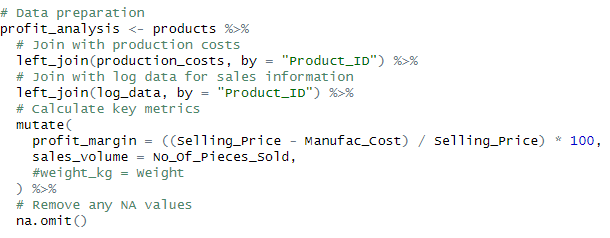 # Data preparation
profit_analysis <- products %>%
  # Join with production costs
  left_join(production_costs, by = "Product_ID") %>%
  # Join with log data for sales information
  left_join(log_data, by = "Product_ID") %>%
  # Calculate key metrics
  mutate(
    profit_margin = ((Selling_Price - Manufac_Cost) / Selling_Price) * 100,
    sales_volume = No_Of_Pieces_Sold,
    #weight_kg = Weight
  ) %>%
  # Remove any NA values
  na.omit()